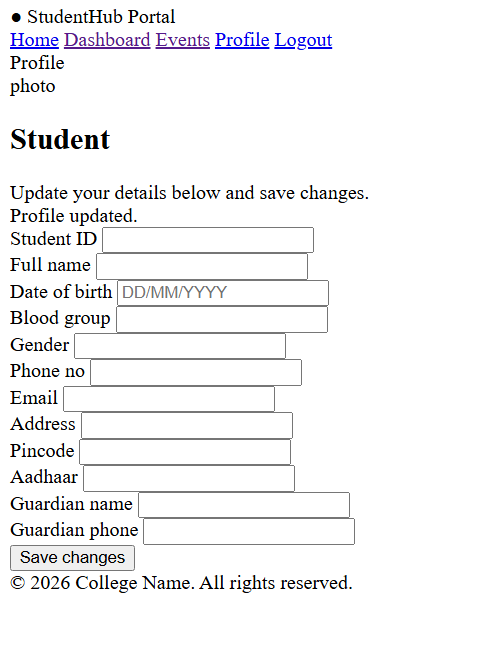 ● StudentHub Portal
Home Dashboard Events Profile Logout
Profile
photo
Student
Update your details below and save changes.
Profile updated.
Student ID
Full name
Date of birth DD/MM/YYYY
Blood group
Gender
Phone no
Email
Address
Pincode
Aadhaar
Guardian name
Guardian phone
Save changes
© 2026 College Name. All rights reserved.